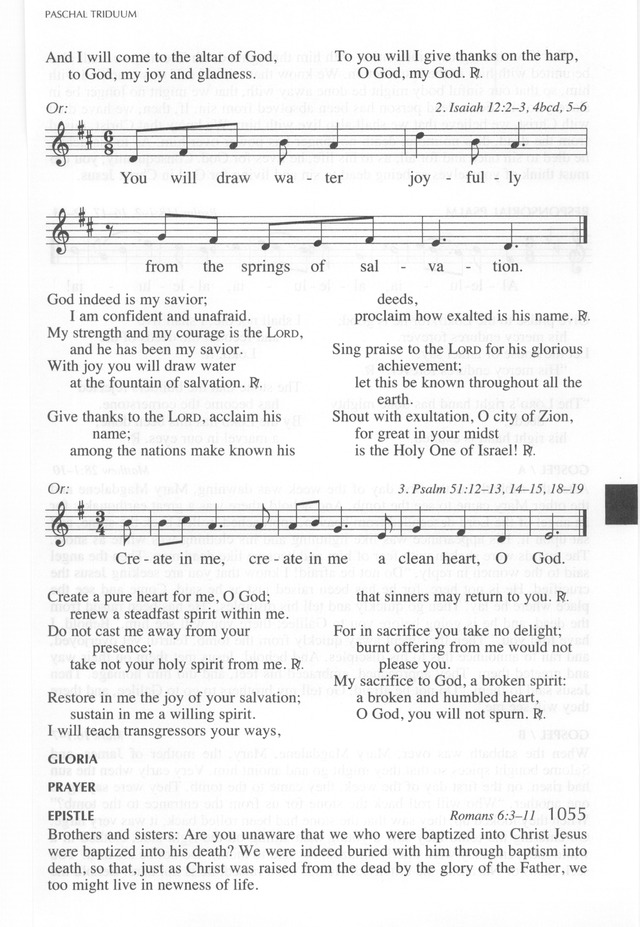 PASCHAL TRIDUUM
And I will come to the altar of God,
to God, my joy and gladness.
To you will I give thanks on the harp,
O God, my God. ℟.
Or:
2. Isaiah 12:2–3, 4bcd, 5–6
6
8
You will draw wa - ter joy - ful - ly
from the springs of sal - va - tion.
God indeed is my savior;
I am confident and unafraid.
My strength and my courage is the LORD,
and he has been my savior.
With joy you will draw water
at the fountain of salvation. ℟.
Give thanks to the LORD, acclaim his
name;
among the nations make known his
deeds,
proclaim how exalted is his name. ℟.
Sing praise to the LORD for his glorious
achievement;
let this be known throughout all the
earth.
Shout with exultation, O city of Zion,
for great in your midst
is the Holy One of Israel! ℟.
Or:
3. Psalm 51:12–13, 14–15, 18–19
3
4
Cre - ate in me, cre - ate in me a clean heart, O God.
Create a pure heart for me, O God;
renew a steadfast spirit within me.
Do not cast me away from your
presence;
take not your holy spirit from me. ℟.
Restore in me the joy of your salvation;
sustain in me a willing spirit.
I will teach transgressors your ways,
that sinners may return to you. ℟.
For in sacrifice you take no delight;
burnt offering from me would not
please you.
My sacrifice to God, a broken spirit:
a broken and humbled heart,
O God, you will not spurn. ℟.
GLORIA
PRAYER
EPISTLE Romans 6:3–11 1055
Brothers and sisters: Are you unaware that we who were baptized into Christ Jesus
were baptized into his death? We were indeed buried with him through baptism into
death, so that, just as Christ was raised from the dead by the glory of the Father, we
too might live in newness of life.